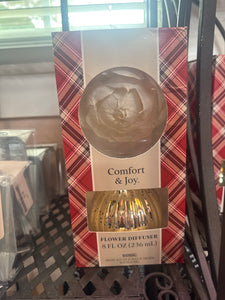 Comfort
& Joy.
FLOWER DIFFUSER
8 FL OZ (236 mL)
WARNING